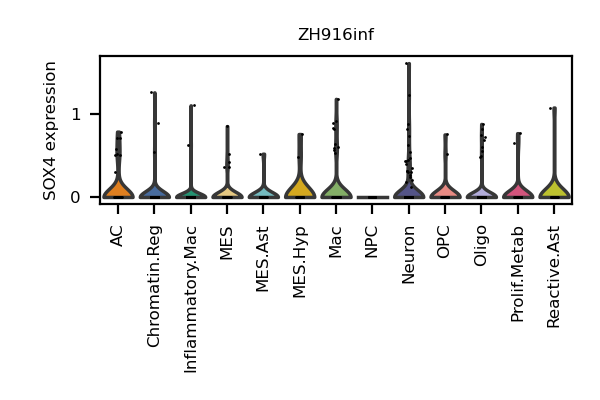 ZH916inf
SOX4 expression
1
0
AC
Chromatin.Reg
Inflammatory.Mac
MES
MES.Ast
MES.Hyp
Mac
NPC
Neuron
OPC
Oligo
Prolif.Metab
Reactive.Ast